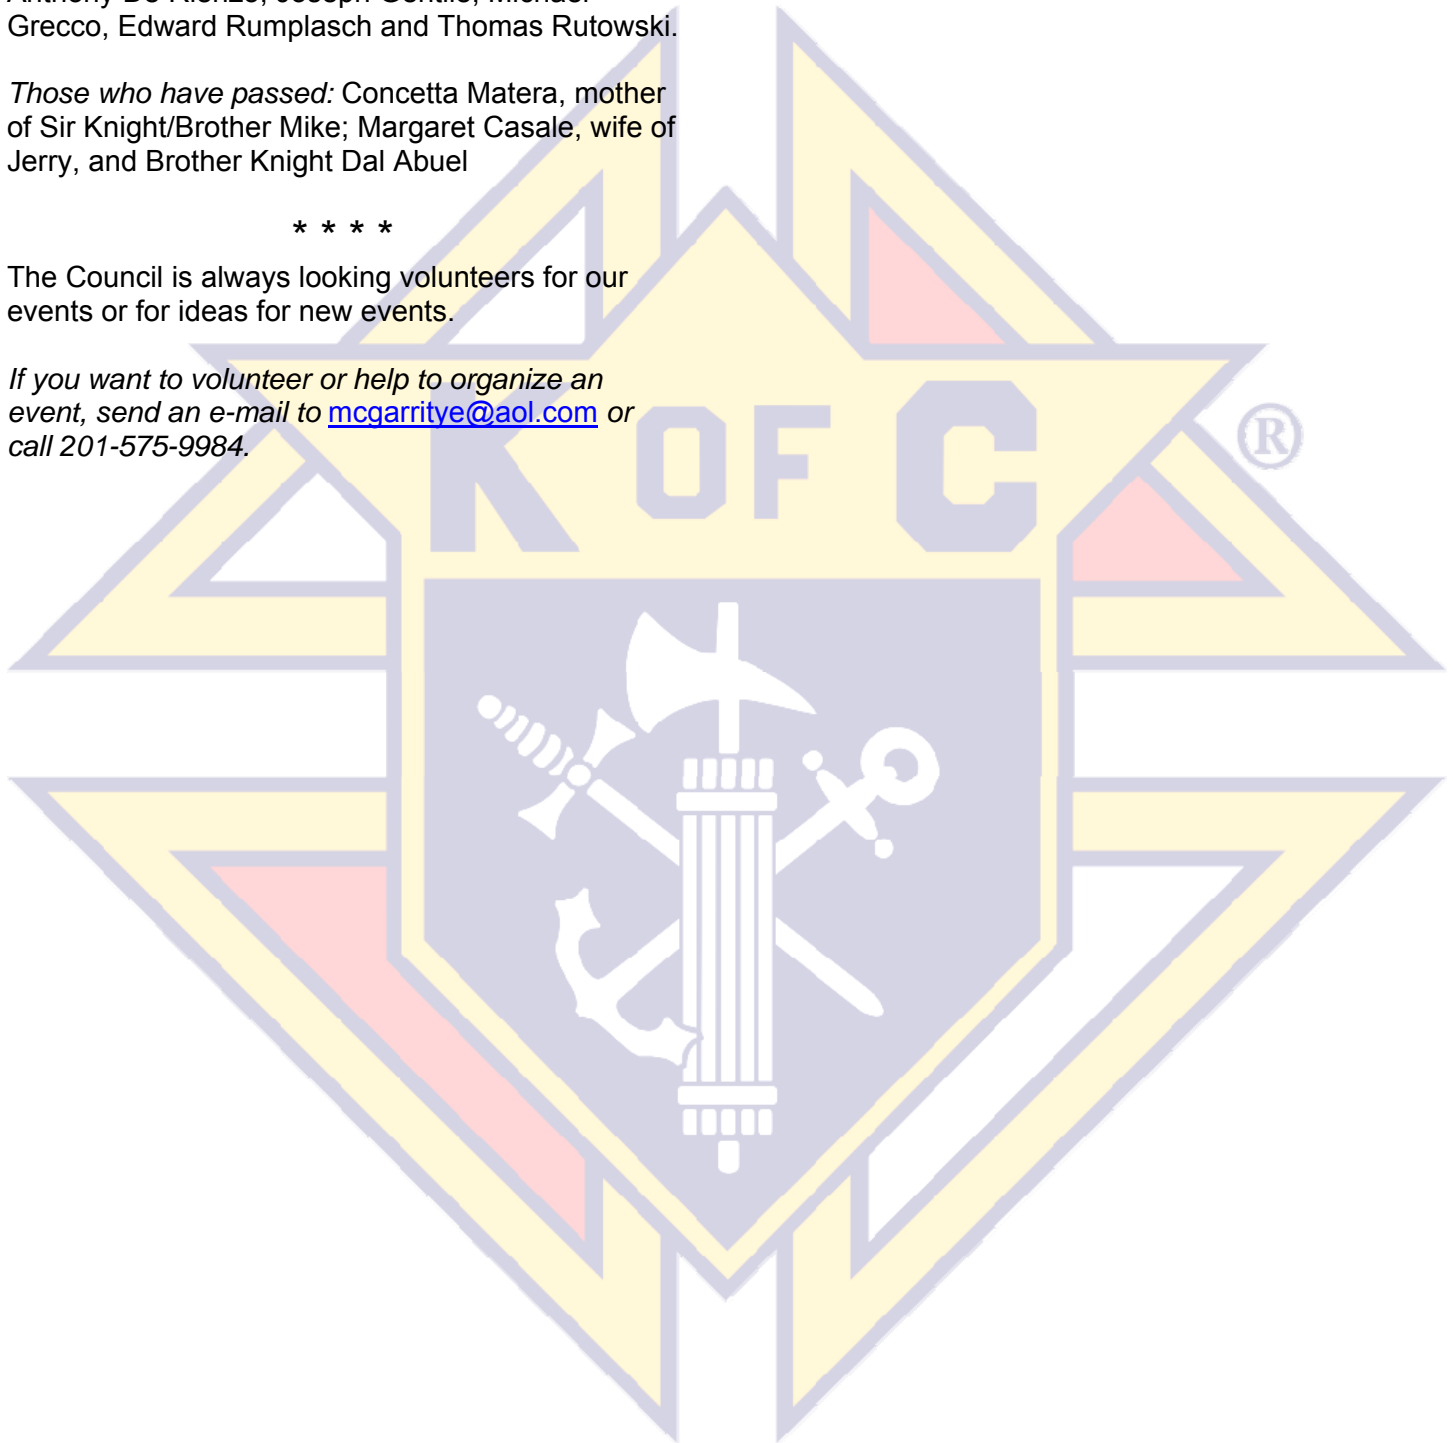 Grecco, Edward Rumplasch and Thomas Rutowski.
Those who have passed: Concetta Matera, mother
of Sir Knight/Brother Mike; Margaret Casale, wife of
Jerry, and Brother Knight Dal Abuel
* * * *
The Council is always looking volunteers for our
events or for ideas for new events.
If you want to volunteer or help to organize an
event, send an e-mail to mcgarritye@aol.com or
call 201-575-9984.
K OF C
®